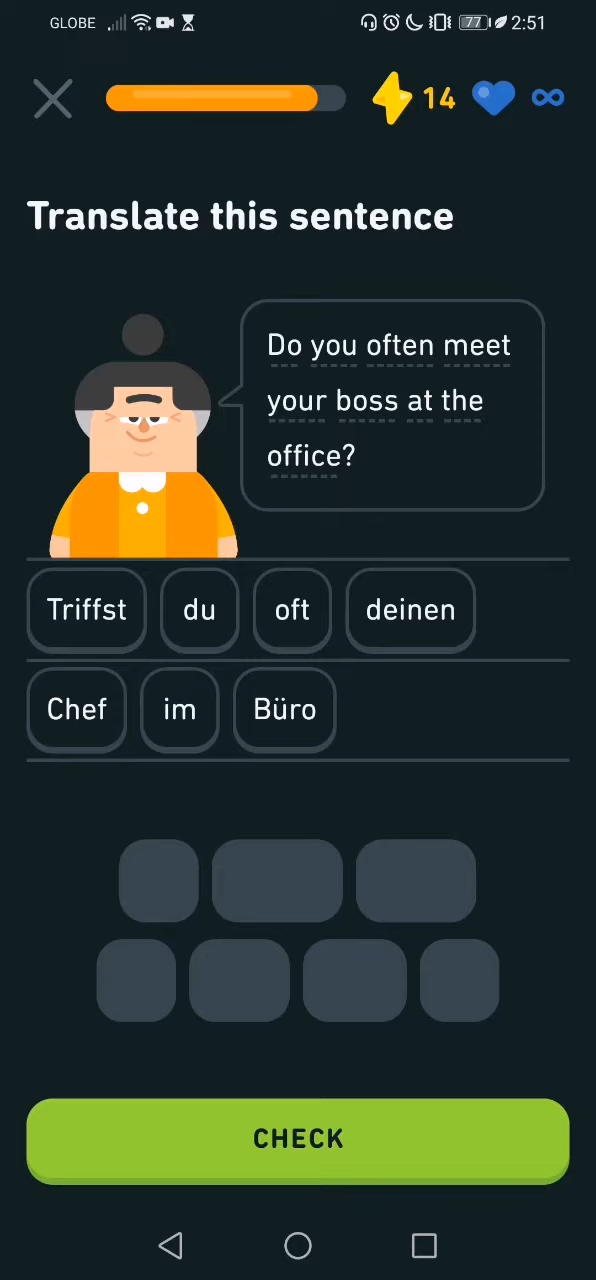 GLOBE 77 2:51
14
Translate this sentence
Do you often meet
your boss at the
office?
Triffst du oft deinen
Chef im Büro
CHECK